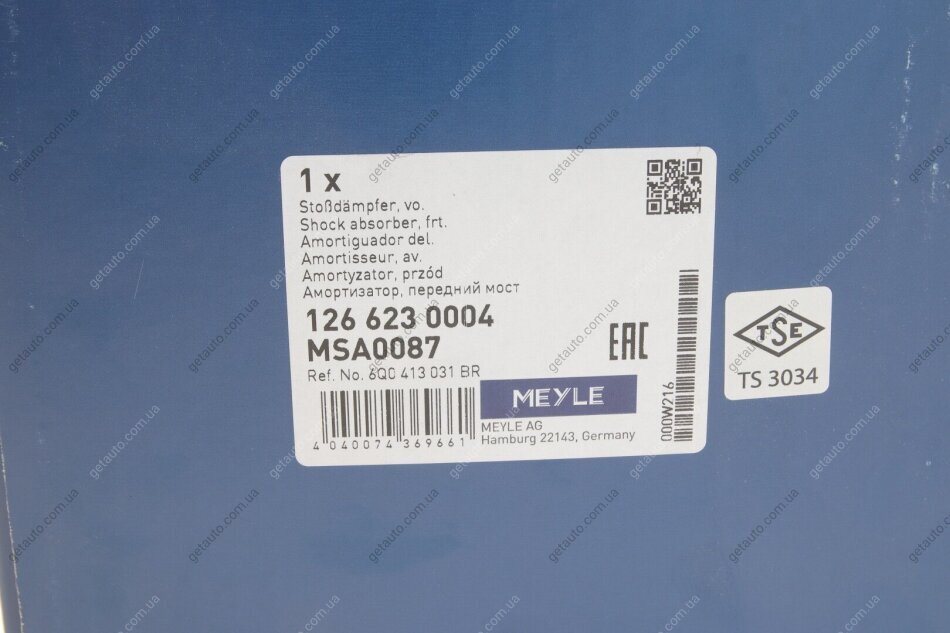 1 x
Stoßdämpfer, vo.
Shock absorber, frt.
Amortiguador del.
Amortisseur, av.
Amortyzator, przód
Амортизатор, передний мост
126 623 0004
MSA0087
Ref. No. 6Q0 413 031 BR
EAC
MEYLE
MEYLE AG
Hamburg 22143, Germany
4 040074 369661
000W216
TSE
TS 3034
getauto.com.ua